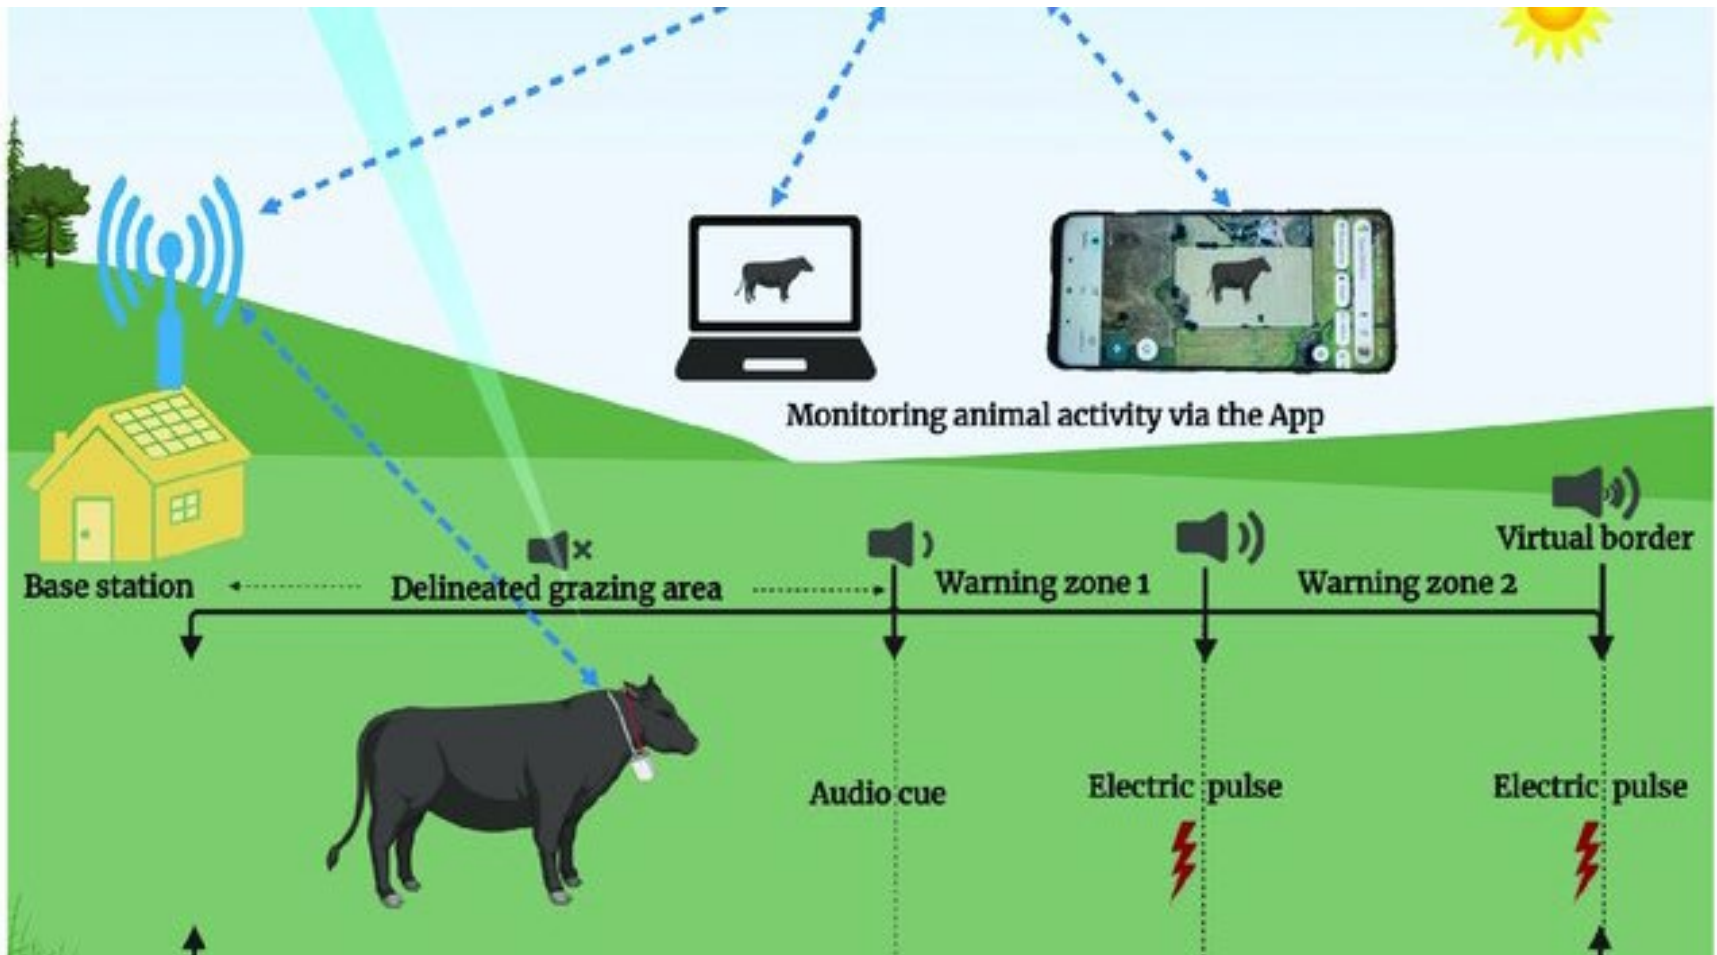 Monitoring animal activity via the App
Virtual border
Base station
Delineated grazing area
Warning zone 1
Warning zone 2
Audio cue
Electric pulse
Electric pulse